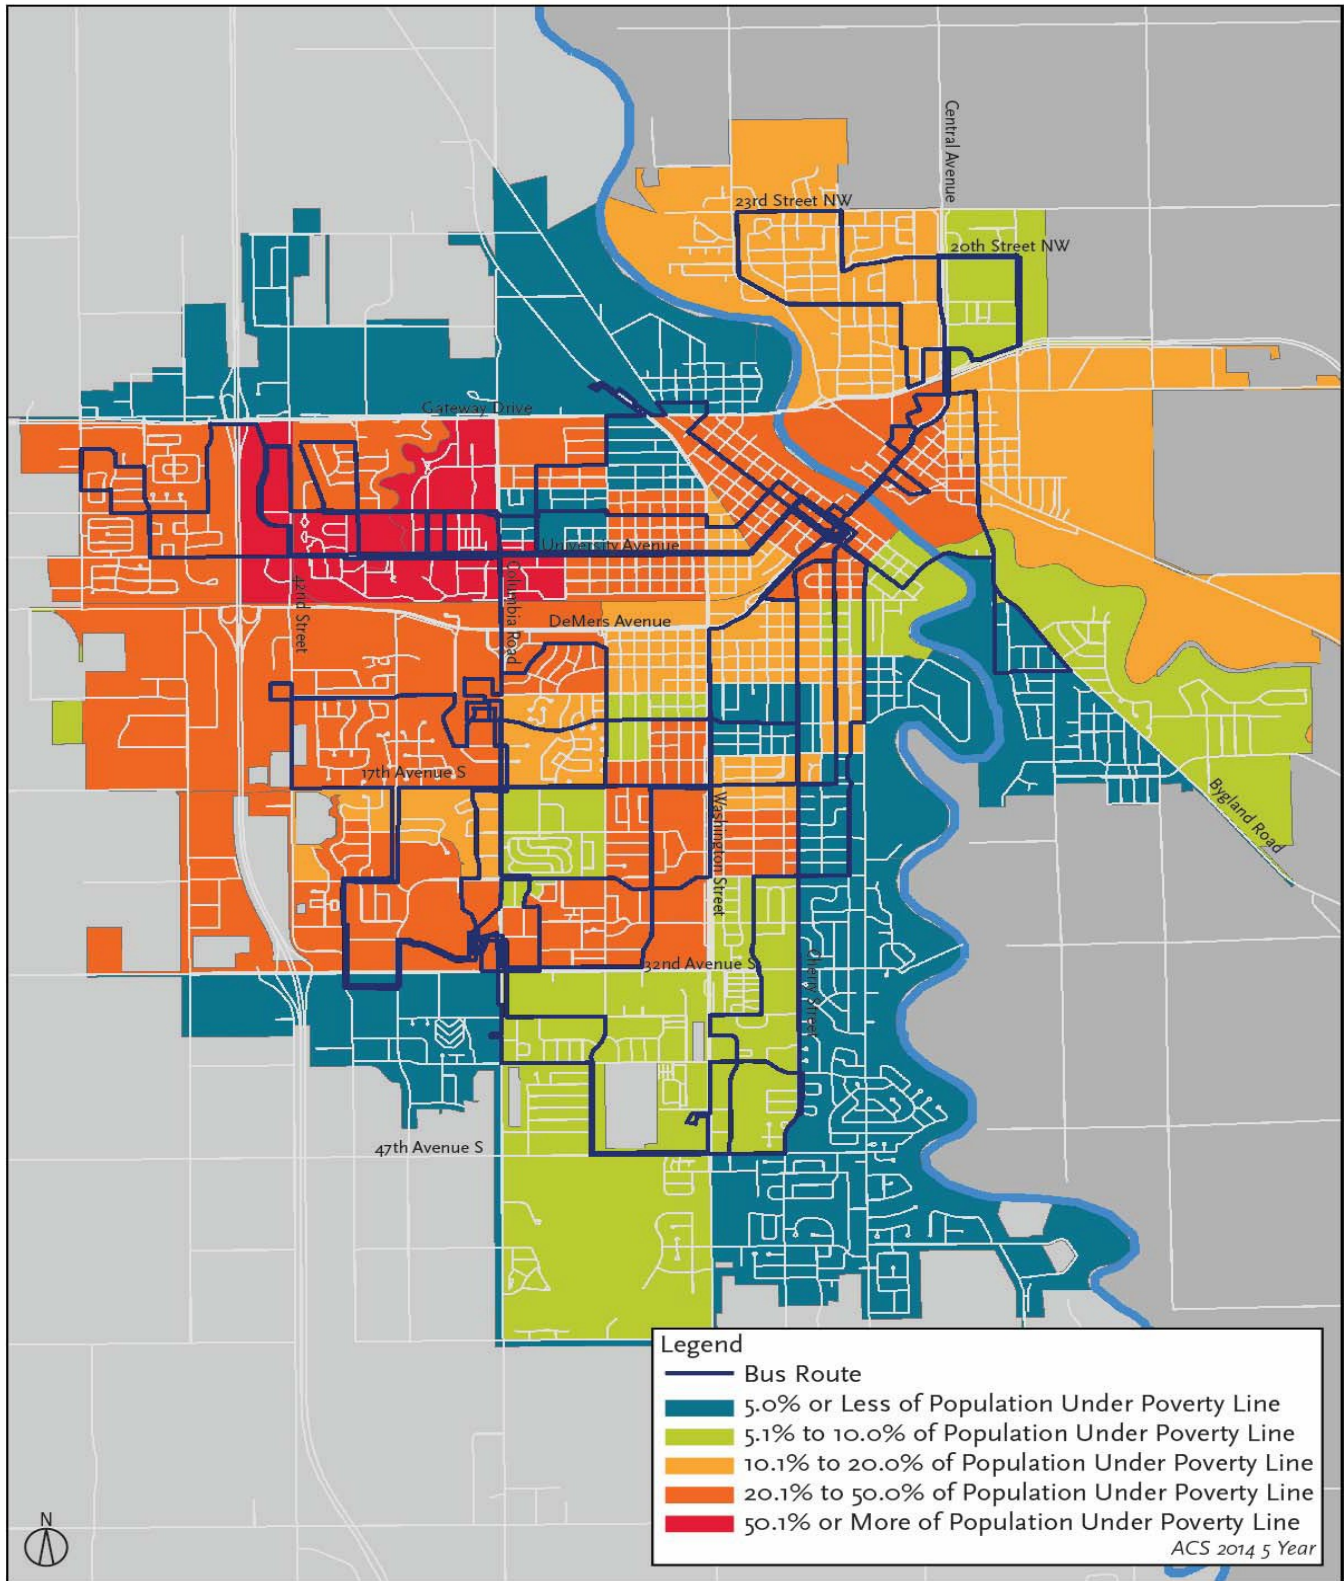 Central Avenue
23rd Street NW
20th Street NW
Gateway Drive
University Avenue
42nd Street
Columbia Road
DeMers Avenue
17th Avenue S
Washington Street
Bygland Road
32nd Avenue S
Cherry Street
47th Avenue S
Legend
Bus Route
5.0% or Less of Population Under Poverty Line
5.1% to 10.0% of Population Under Poverty Line
10.1% to 20.0% of Population Under Poverty Line
20.1% to 50.0% of Population Under Poverty Line
50.1% or More of Population Under Poverty Line
ACS 2014 5 Year
N